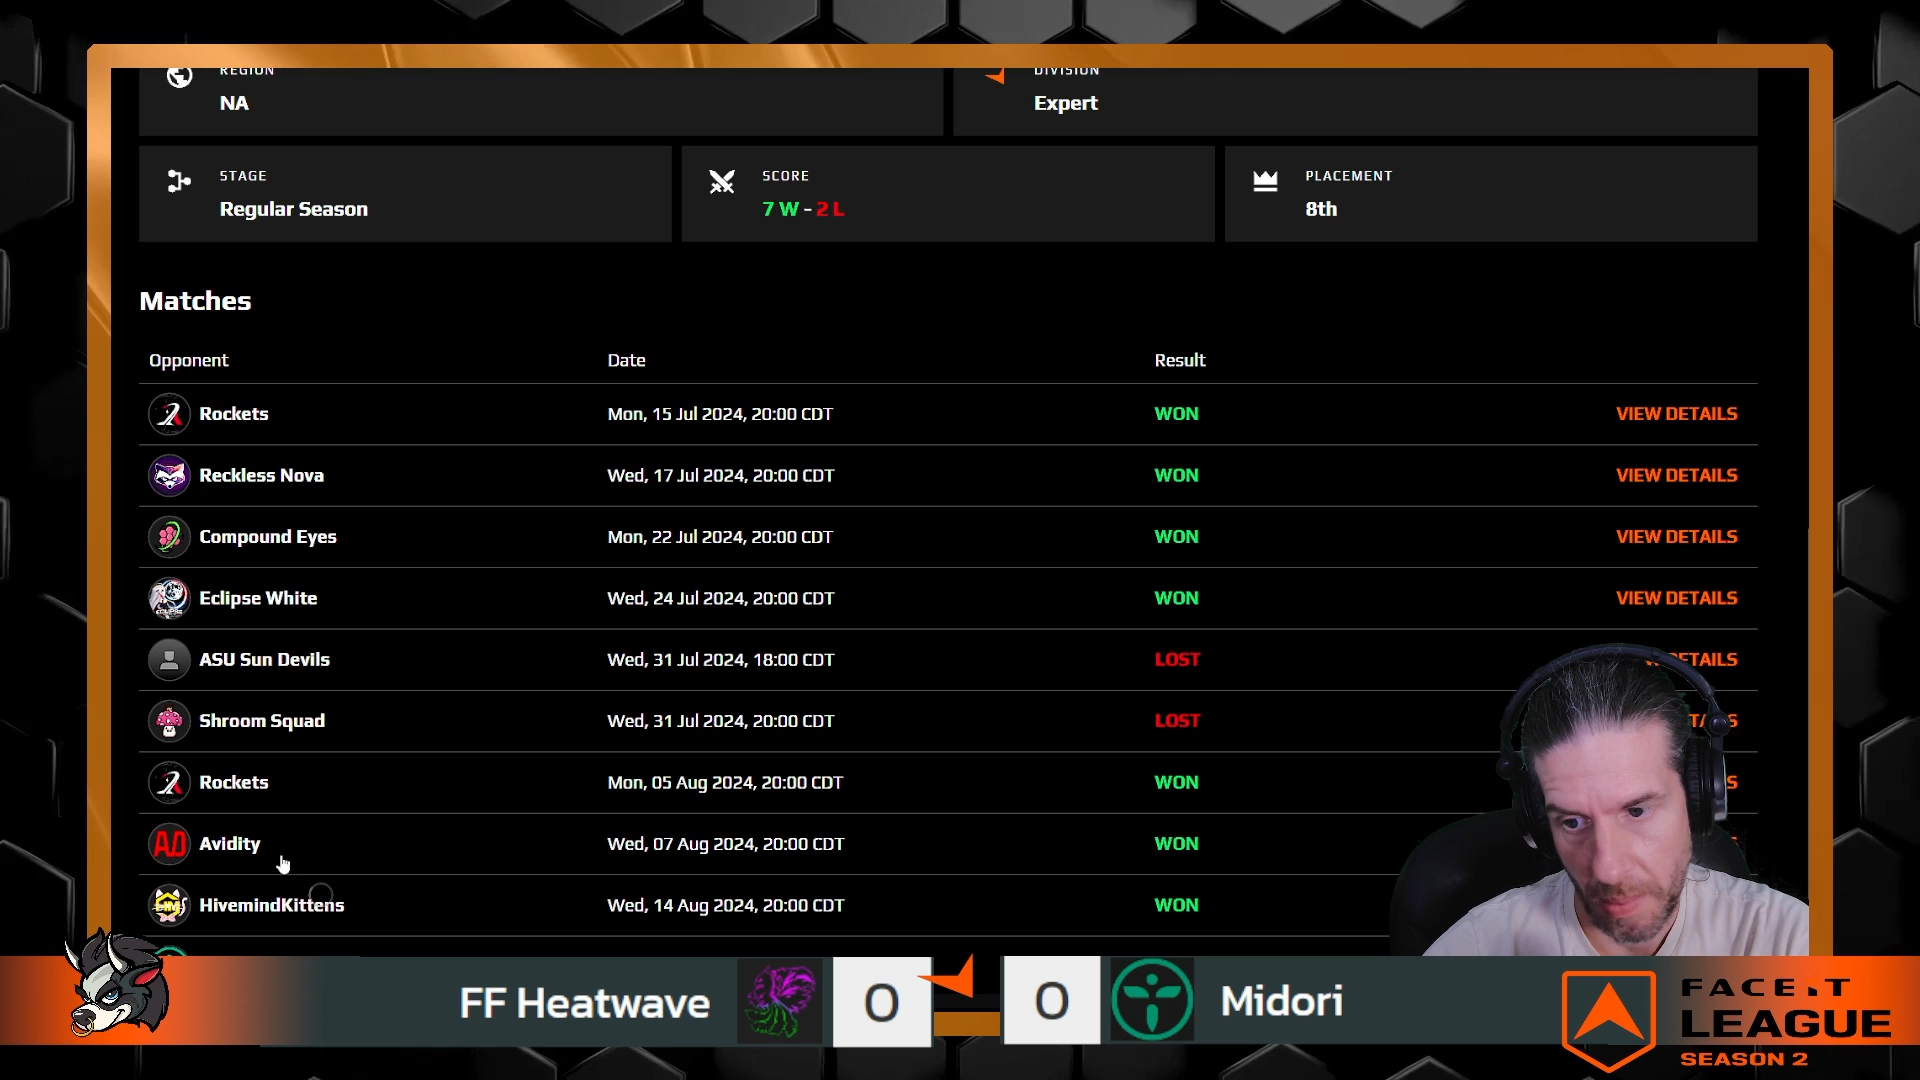 REGION
NA
DIVISION
Expert
STAGE
Regular Season
SCORE
7 W - 2 L
PLACEMENT
8th
Matches
Opponent Date Result
Rockets Mon, 15 Jul 2024, 20:00 CDT WON VIEW DETAILS
Reckless Nova Wed, 17 Jul 2024, 20:00 CDT WON VIEW DETAILS
Compound Eyes Mon, 22 Jul 2024, 20:00 CDT WON VIEW DETAILS
Eclipse White Wed, 24 Jul 2024, 20:00 CDT WON VIEW DETAILS
ASU Sun Devils Wed, 31 Jul 2024, 18:00 CDT LOST DETAILS
Shroom Squad Wed, 31 Jul 2024, 20:00 CDT LOST
Rockets Mon, 05 Aug 2024, 20:00 CDT WON
Avidity Wed, 07 Aug 2024, 20:00 CDT WON
HivemindKittens Wed, 14 Aug 2024, 20:00 CDT WON
FF Heatwave 0 0 Midori
FACEIT
LEAGUE
SEASON 2